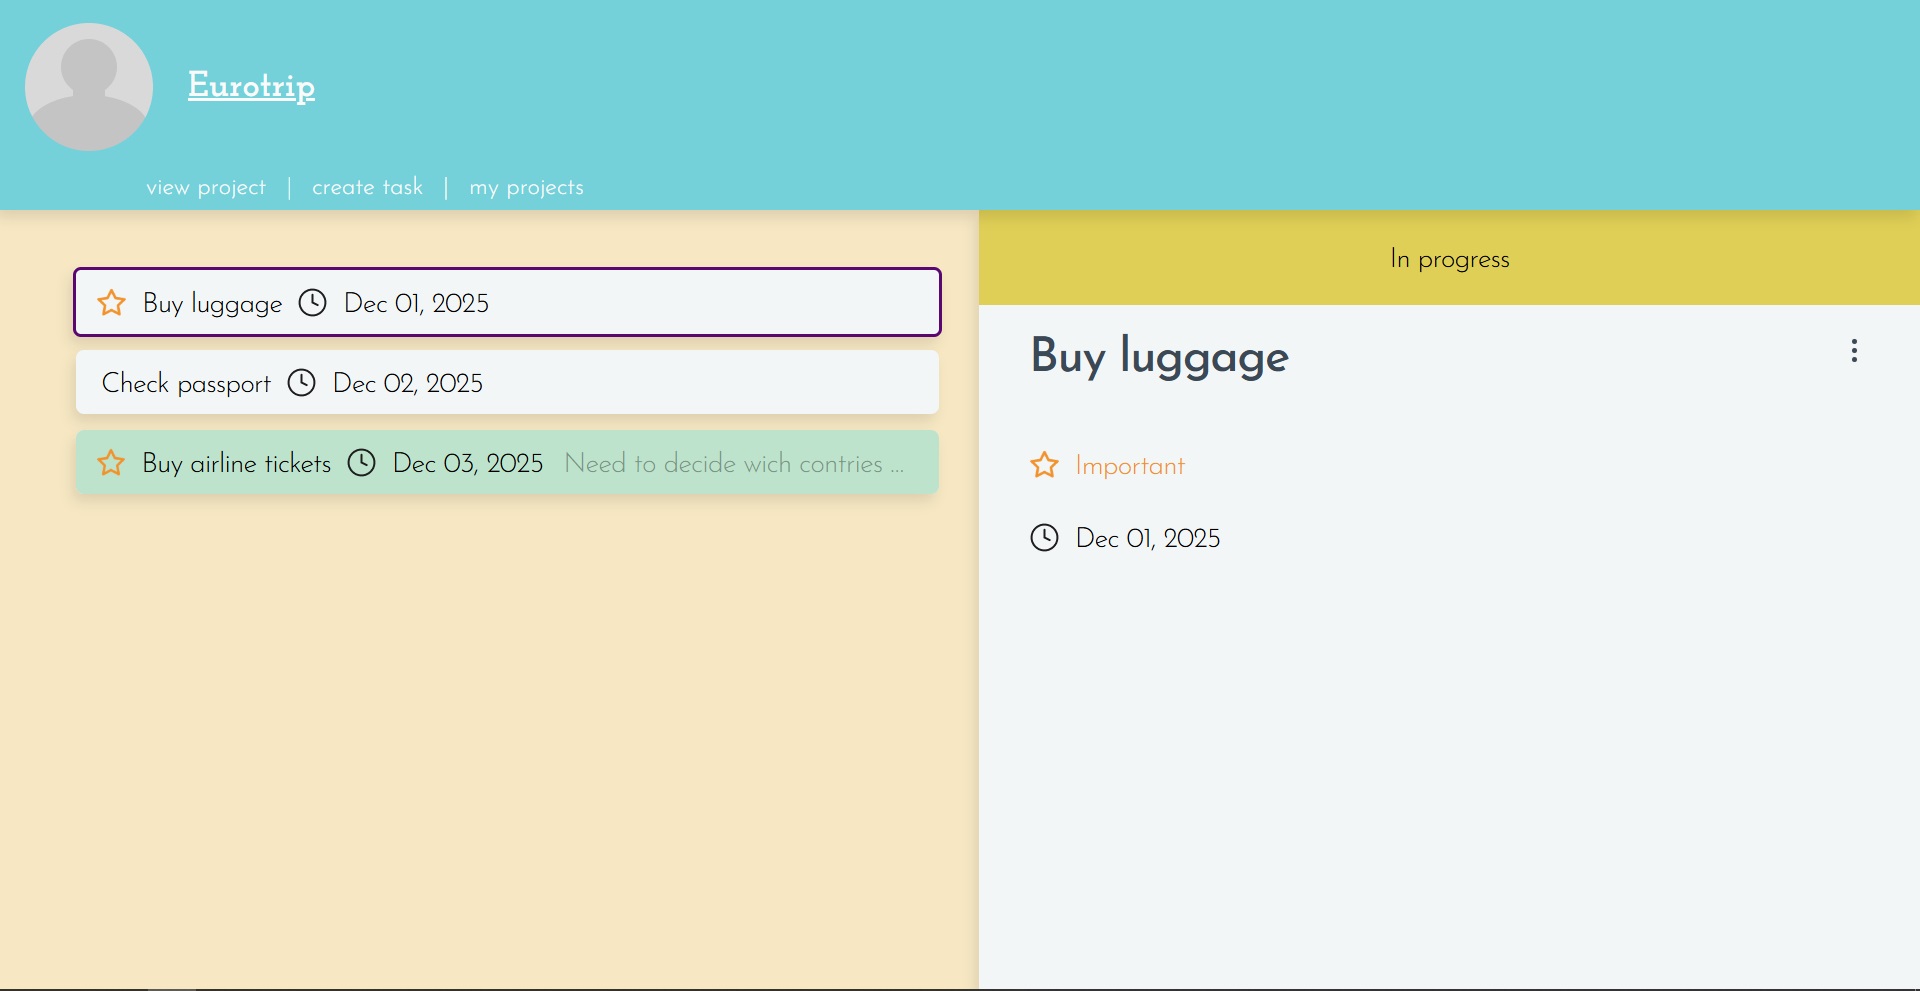 Eurotrip
view project | create task | my projects
Buy luggage Dec 01, 2025
Check passport Dec 02, 2025
Buy airline tickets Dec 03, 2025 Need to decide wich contries ...
In progress
Buy luggage
Important
Dec 01, 2025